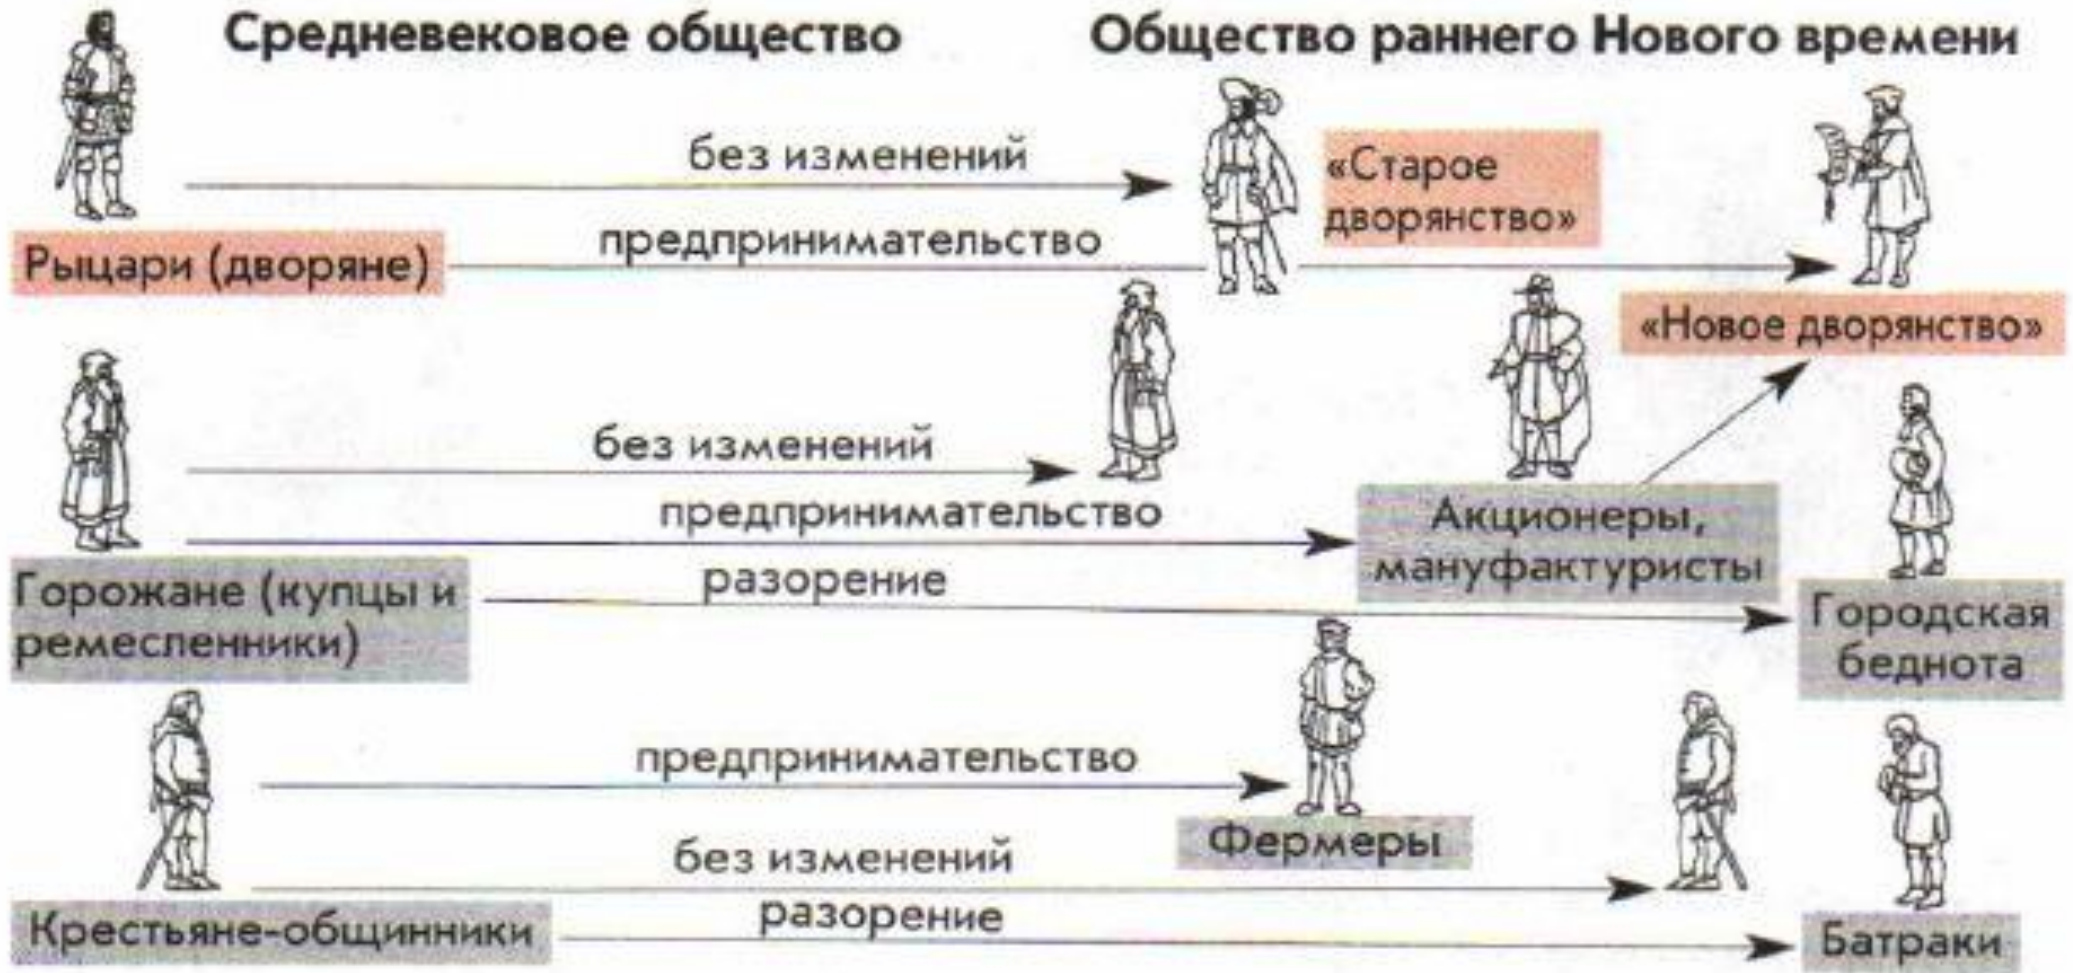 Средневековое общество
Общество раннего Нового времени
без изменений
«Старое
дворянство»
предпринимательство
Рыцари (дворяне)
«Новое дворянство»
без изменений
предпринимательство
Акционеры,
мануфактуристы
разорение
Горожане (купцы и
ремесленники)
Городская
беднота
предпринимательство
Фермеры
без изменений
разорение
Крестьяне-общинники
Батраки